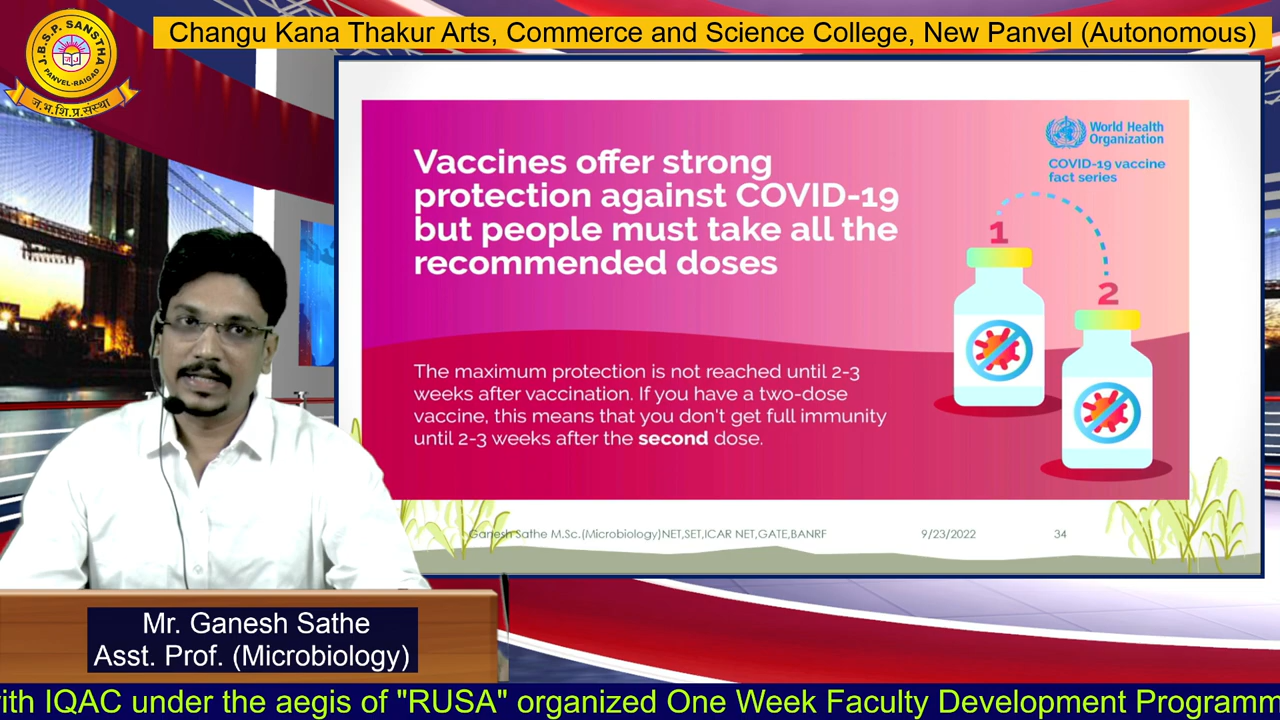 Changu Kana Thakur Arts, Commerce and Science College, New Panvel (Autonomous)
J.B.S.P. SANSTHA
PANVEL-RAIGAD
ज.भ.शि.प्र.संस्था
World Health
Organization
COVID-19 vaccine
fact series
Vaccines offer strong
protection against COVID-19
but people must take all the
recommended doses
1
2
The maximum protection is not reached until 2-3
weeks after vaccination. If you have a two-dose
vaccine, this means that you don't get full immunity
until 2-3 weeks after the second dose.
Ganesh Sathe M.Sc.(Microbiology)NET,SET,ICAR NET,GATE,BANRF
9/23/2022
34
Mr. Ganesh Sathe
Asst. Prof. (Microbiology)
ith IQAC under the aegis of "RUSA" organized One Week Faculty Development Programm